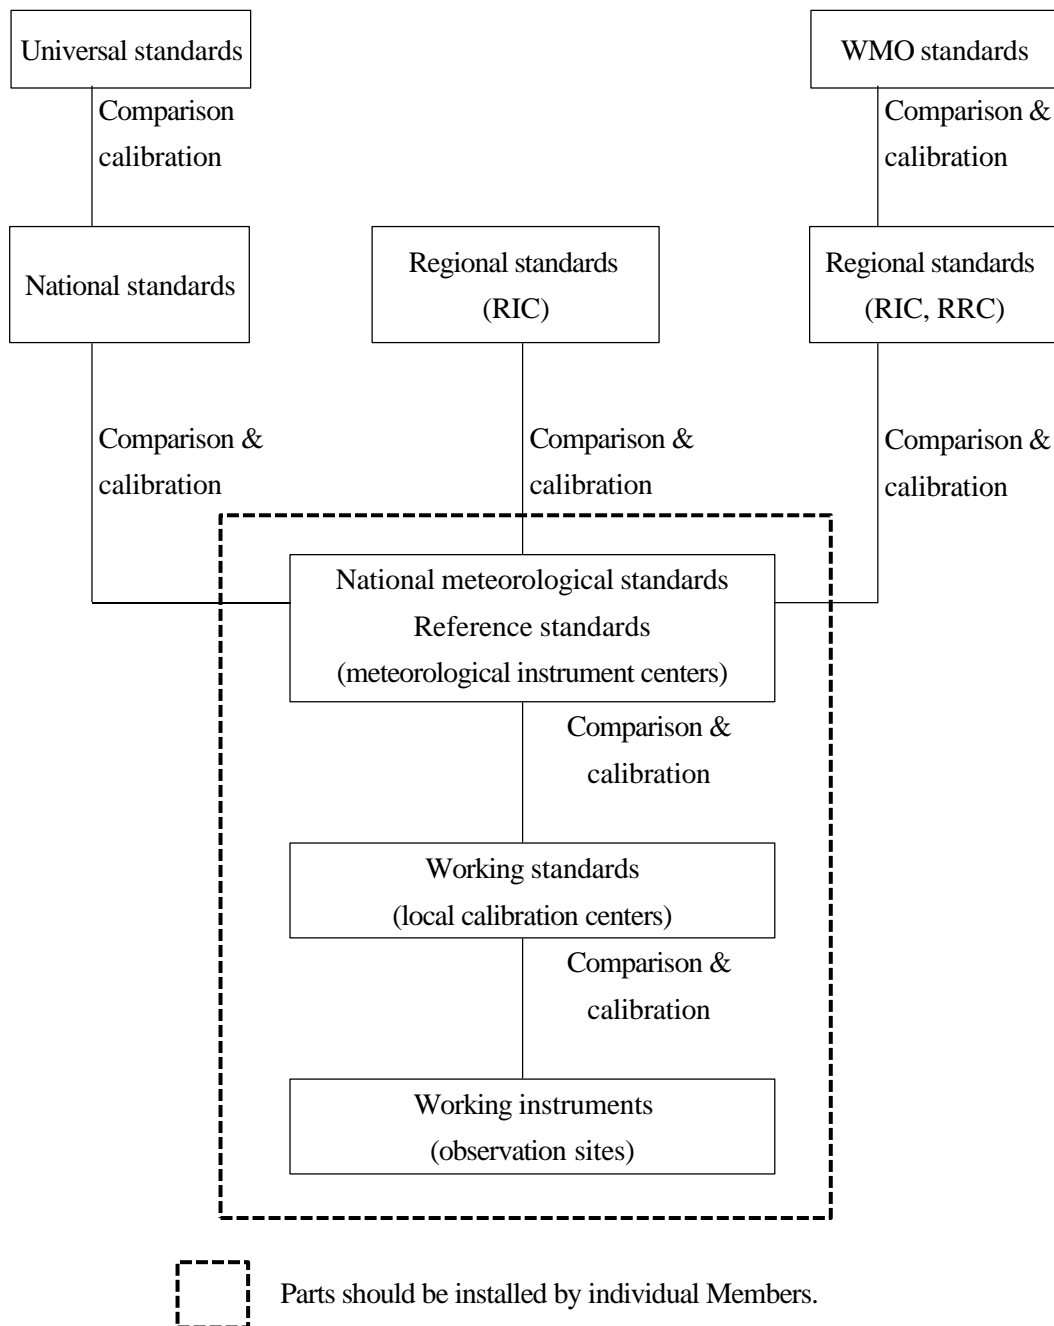 Universal standards
WMO standards
Comparison
calibration
Comparison &
calibration
National standards
Regional standards
(RIC)
Regional standards
(RIC, RRC)
Comparison &
calibration
Comparison &
calibration
Comparison &
calibration
National meteorological standards
Reference standards
(meteorological instrument centers)
Comparison &
calibration
Working standards
(local calibration centers)
Comparison &
calibration
Working instruments
(observation sites)
Parts should be installed by individual Members.